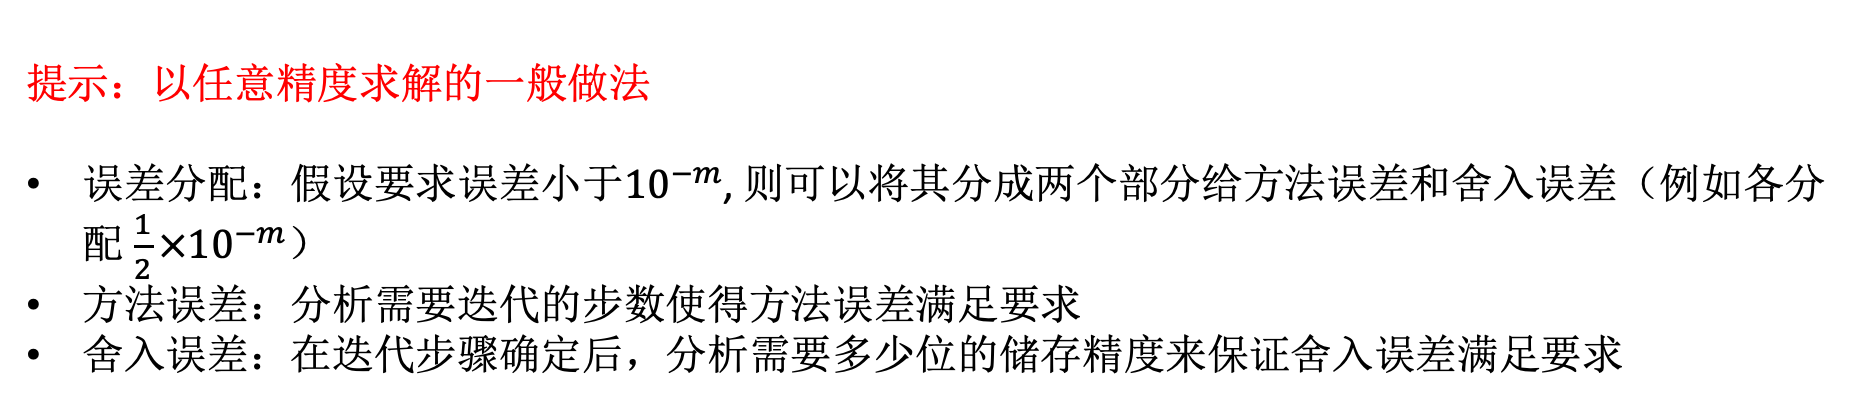 提示：以任意精度求解的一般做法
• 误差分配：假设要求误差小于10⁻ᵐ, 则可以将其分成两个部分给方法误差和舍入误差（例如各分
配 1/2 ×10⁻ᵐ）
• 方法误差：分析需要迭代的步数使得方法误差满足要求
• 舍入误差：在迭代步骤确定后，分析需要多少位的储存精度来保证舍入误差满足要求